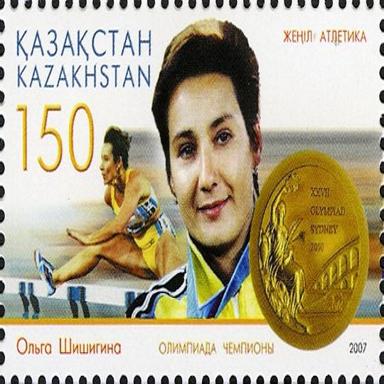 ҚАЗАҚСТАН
KAZAKHSTAN
ЖЕҢІЛ АТЛЕТИКА
150
XXVII
OLYMPIAD
SYDNEY
2000
Ольга Шишигина
ОЛИМПИАДА ЧЕМПИОНЫ
2007